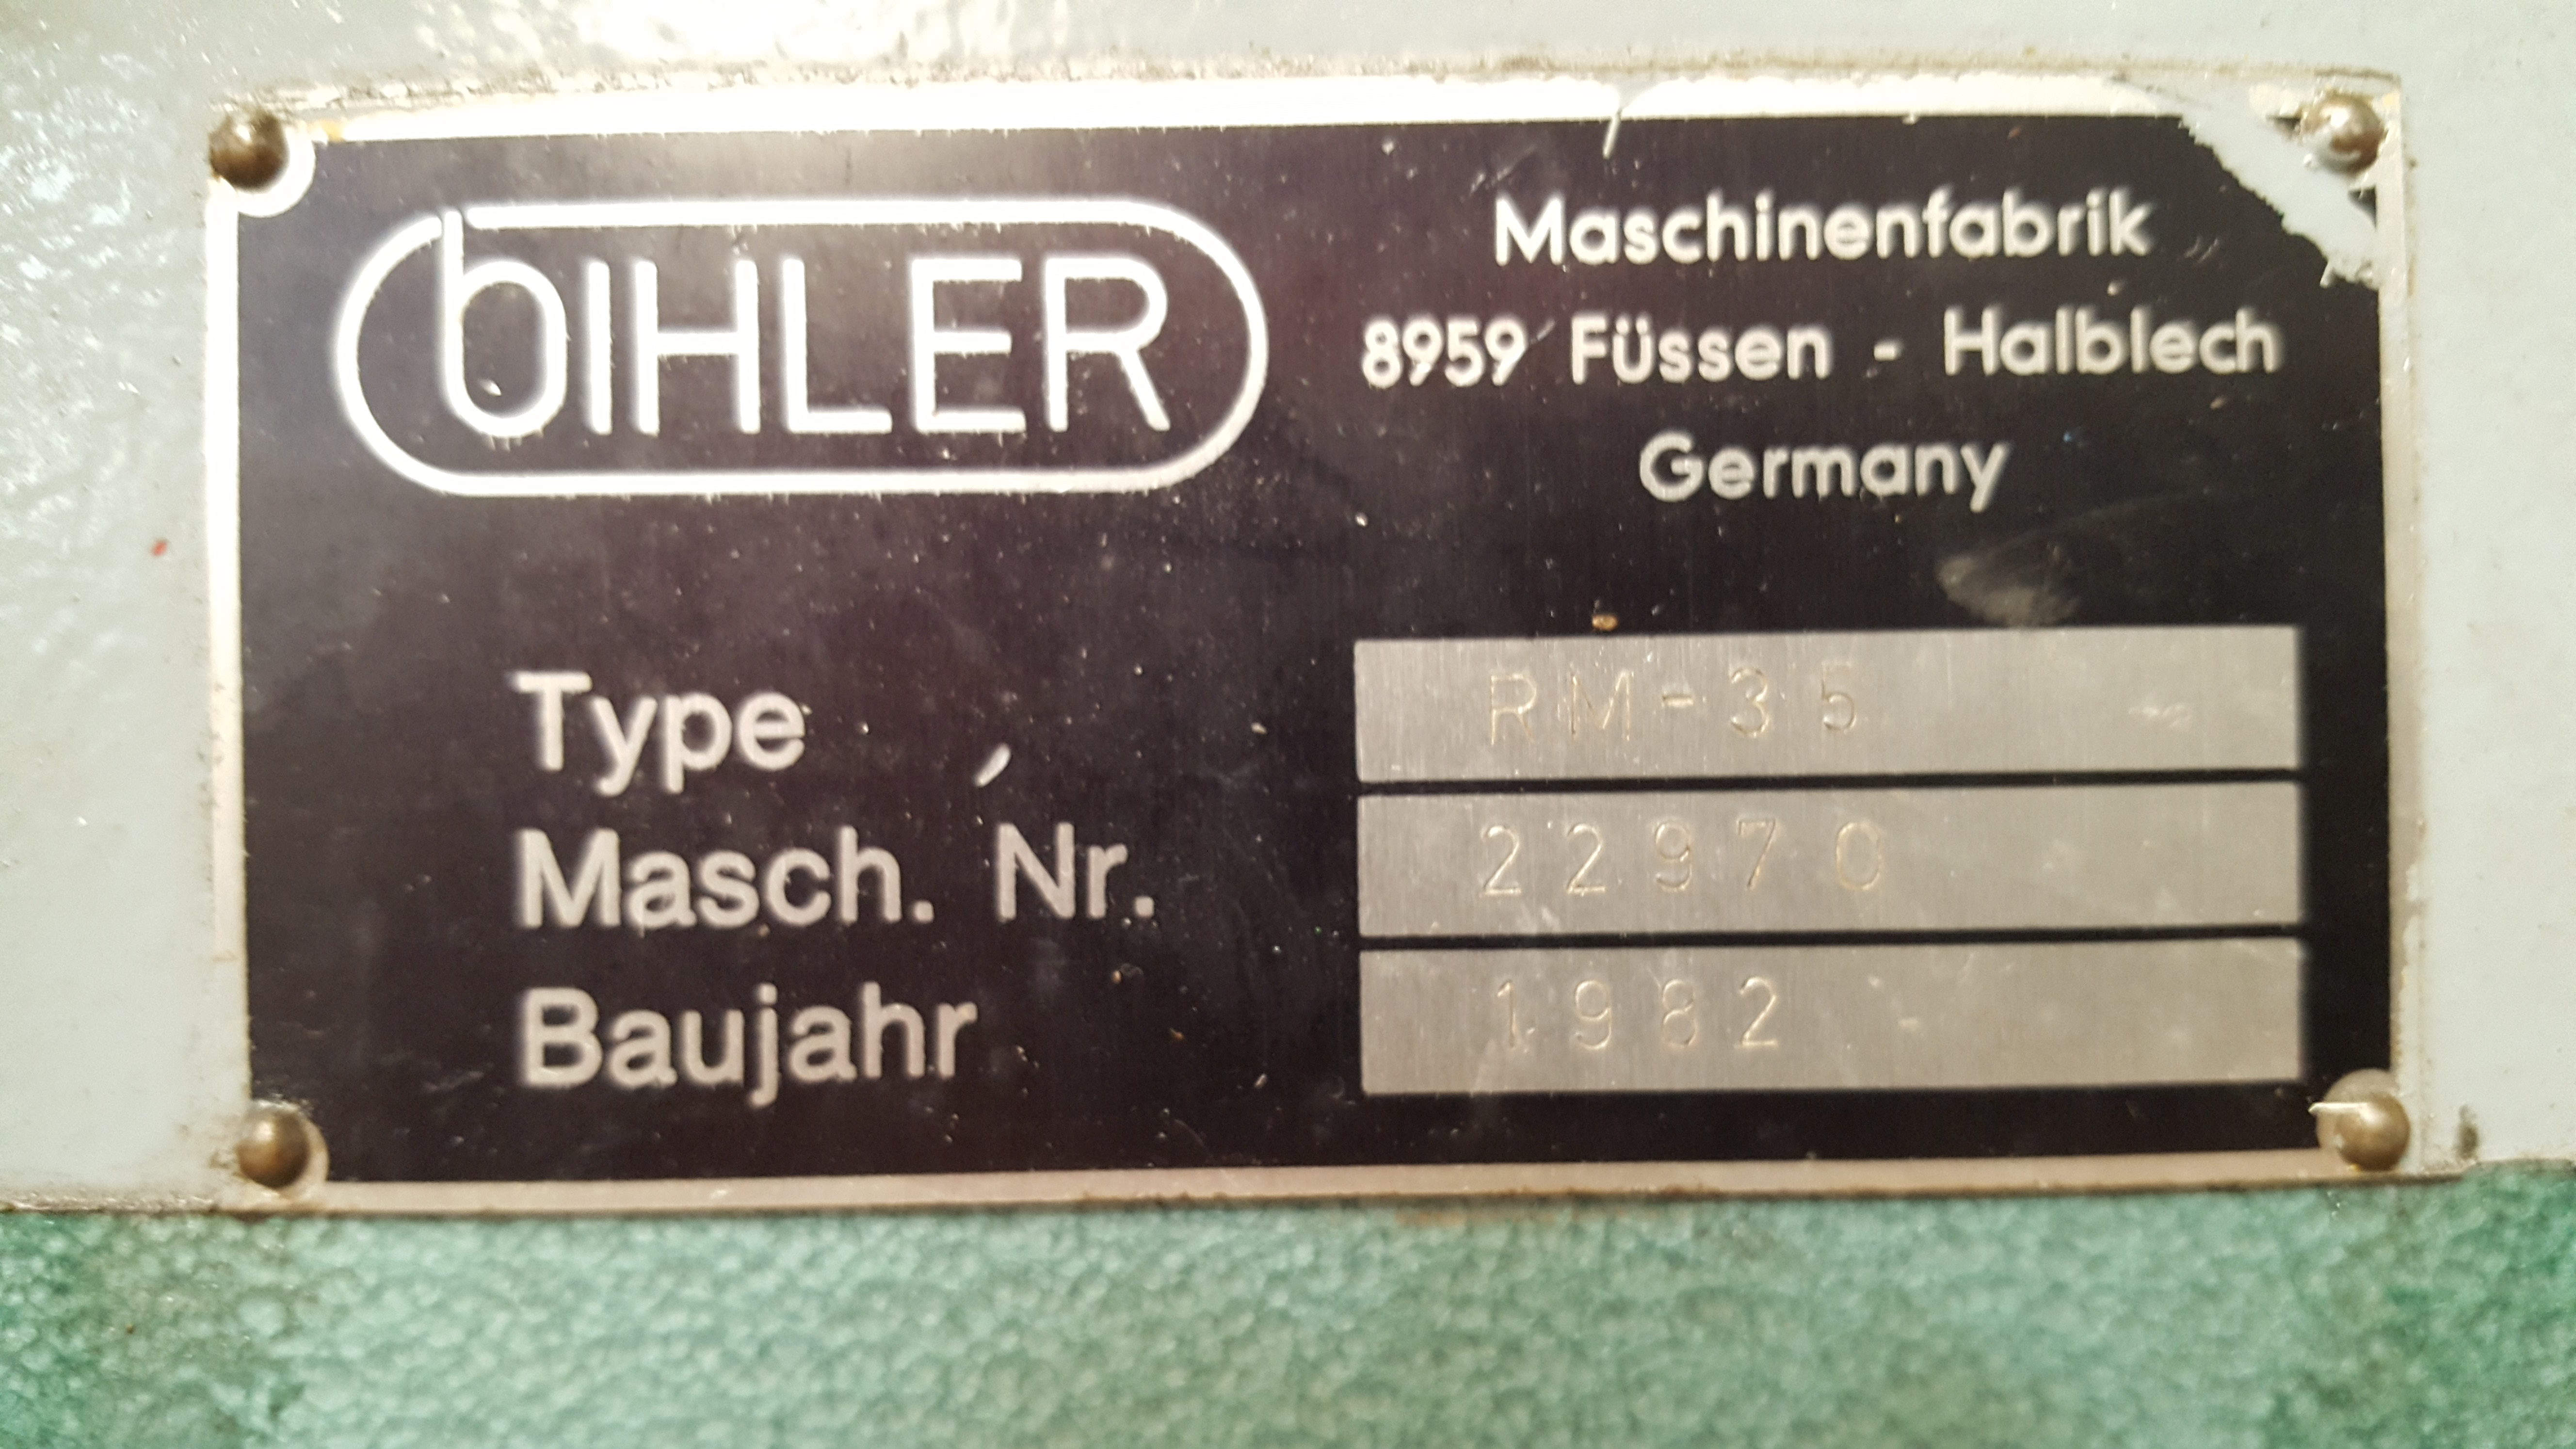 bIHLER
Maschinenfabrik
8959 Füssen - Halblech
Germany
Type RM-35
Masch. Nr. 22970
Baujahr 1982